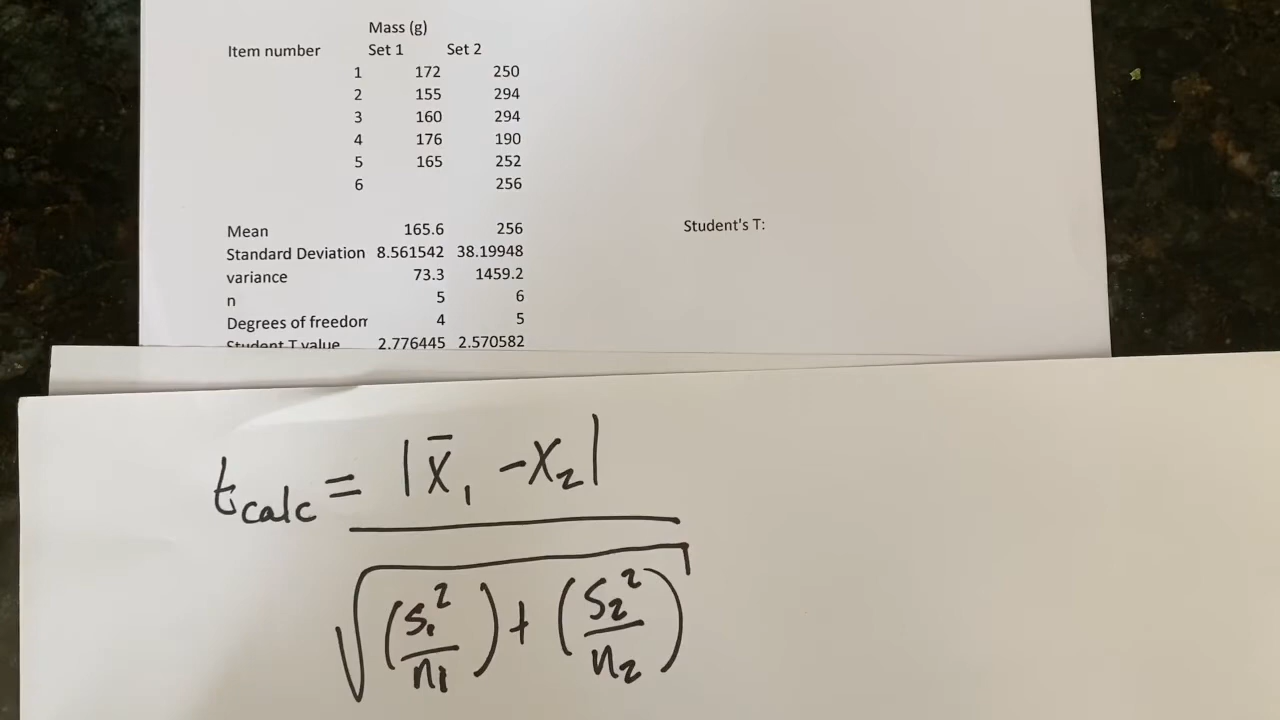 Mass (g)
Item number Set 1 Set 2
1 172 250
2 155 294
3 160 294
4 176 190
5 165 252
6 256
Mean 165.6 256
Standard Deviation 8.561542 38.19948
variance 73.3 1459.2
n 5 6
Degrees of freedom 4 5
Student T value 2.776445 2.570582
Student's T:
t_calc = |x̄₁ - x₂|
√(s₁²/n₁) + (s₂²/n₂)